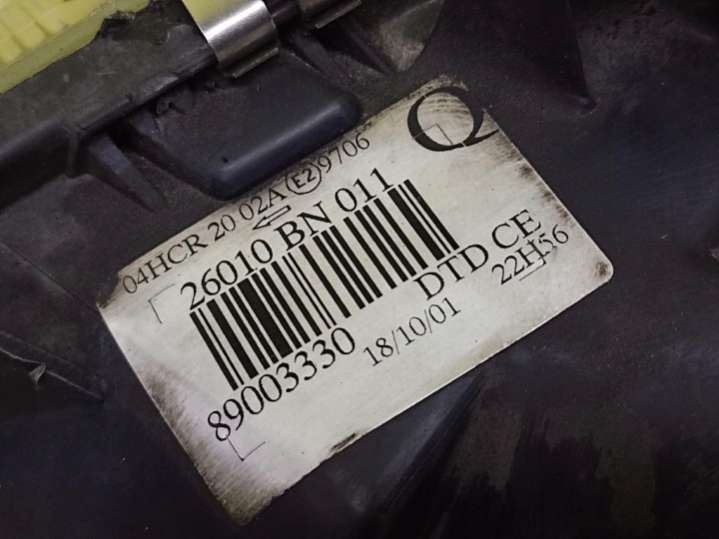 Q
04HCR 20 02A E2 9706
26010 BN 011
DTD CE
89003330 18/10/01 22H56